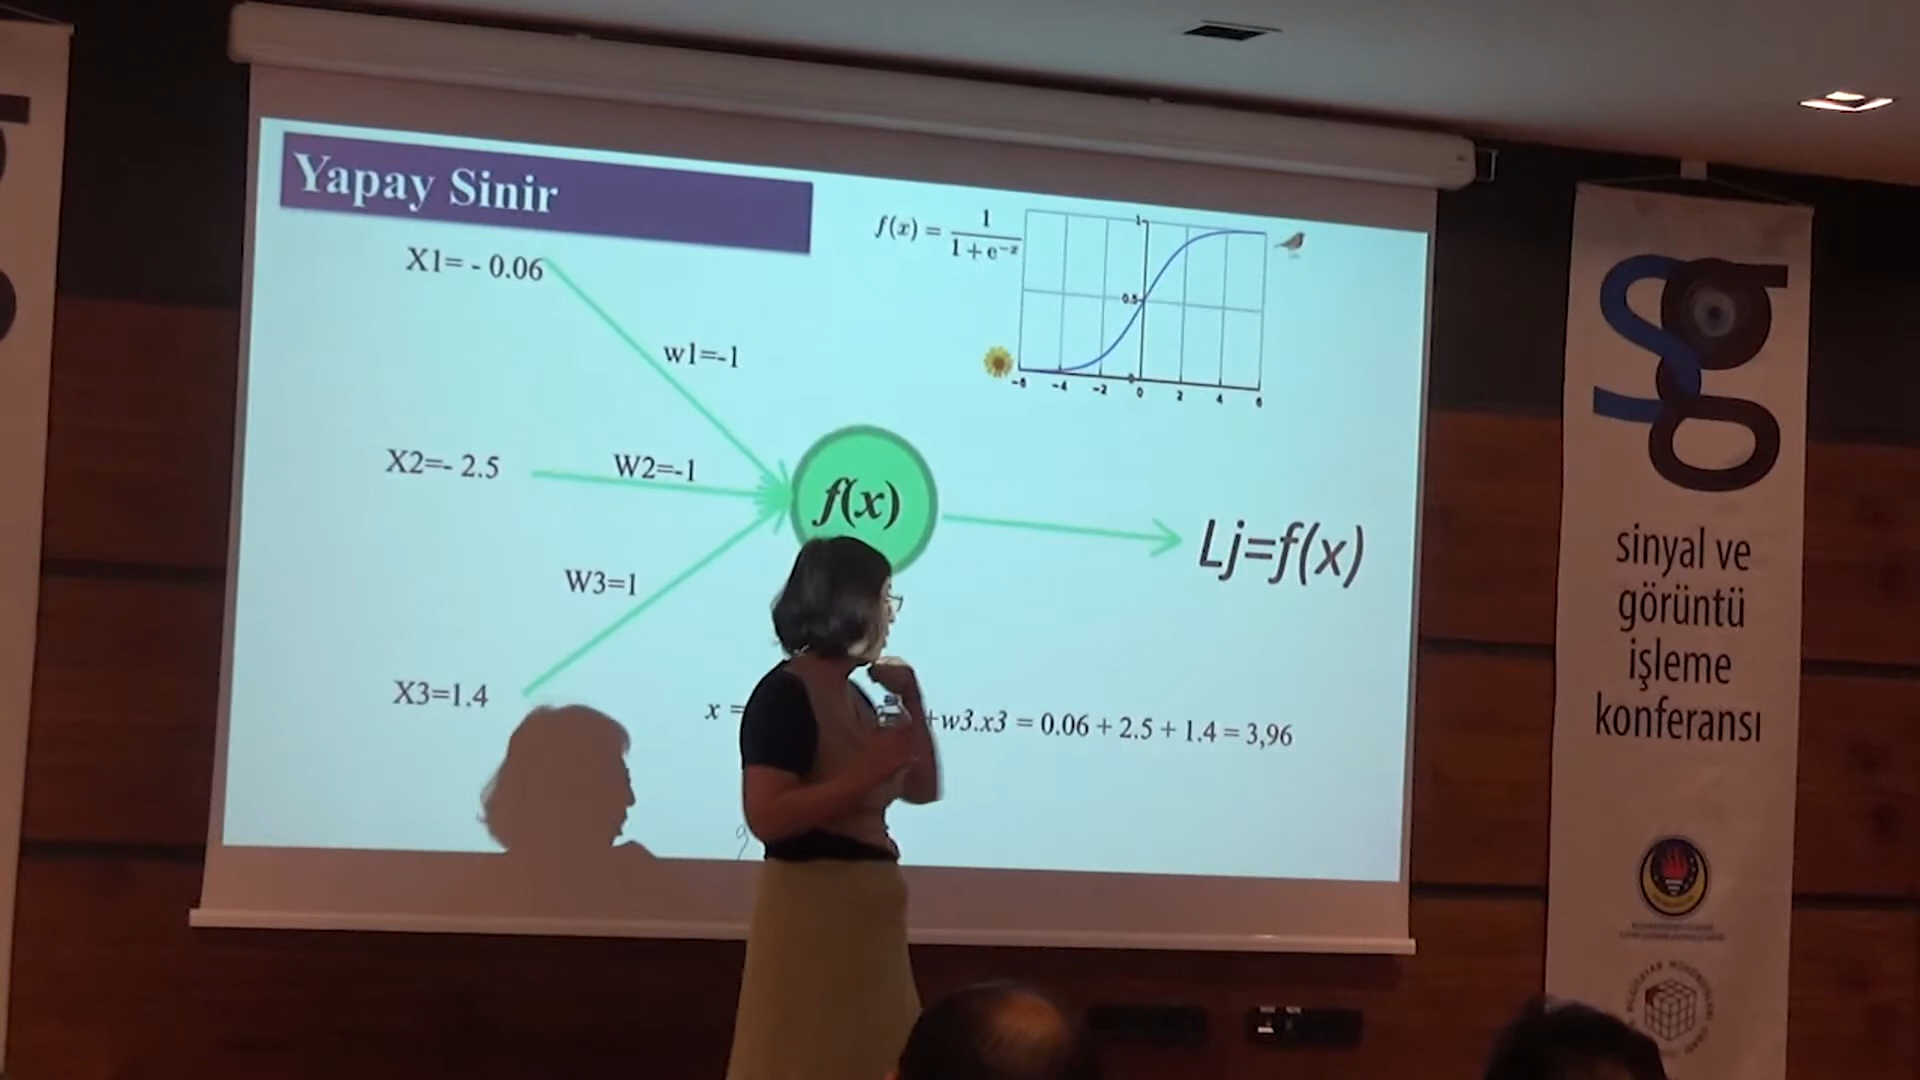 Yapay Sinir
f(x) = 1 / 1 + e^-x
1
0.5
0
-6 -4 -2 0 2 4 6
X1= - 0.06
w1=-1
X2=- 2.5
W2=-1
f(x)
Lj=f(x)
W3=1
X3=1.4
x =
+w3.x3 = 0.06 + 2.5 + 1.4 = 3,96
sg
sinyal ve
görüntü
işleme
konferansı